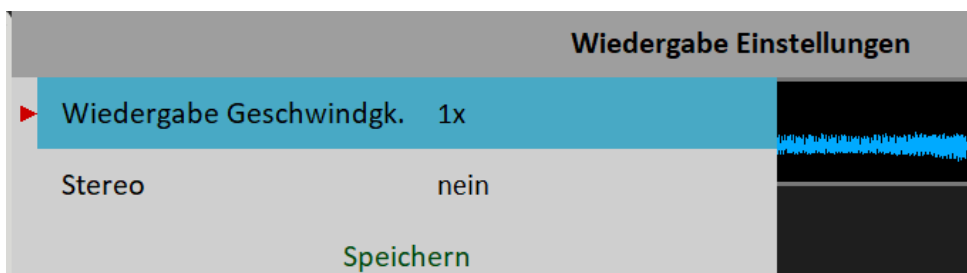 Wiedergabe Einstellungen
Wiedergabe Geschwindgk. 1x
Stereo nein
Speichern